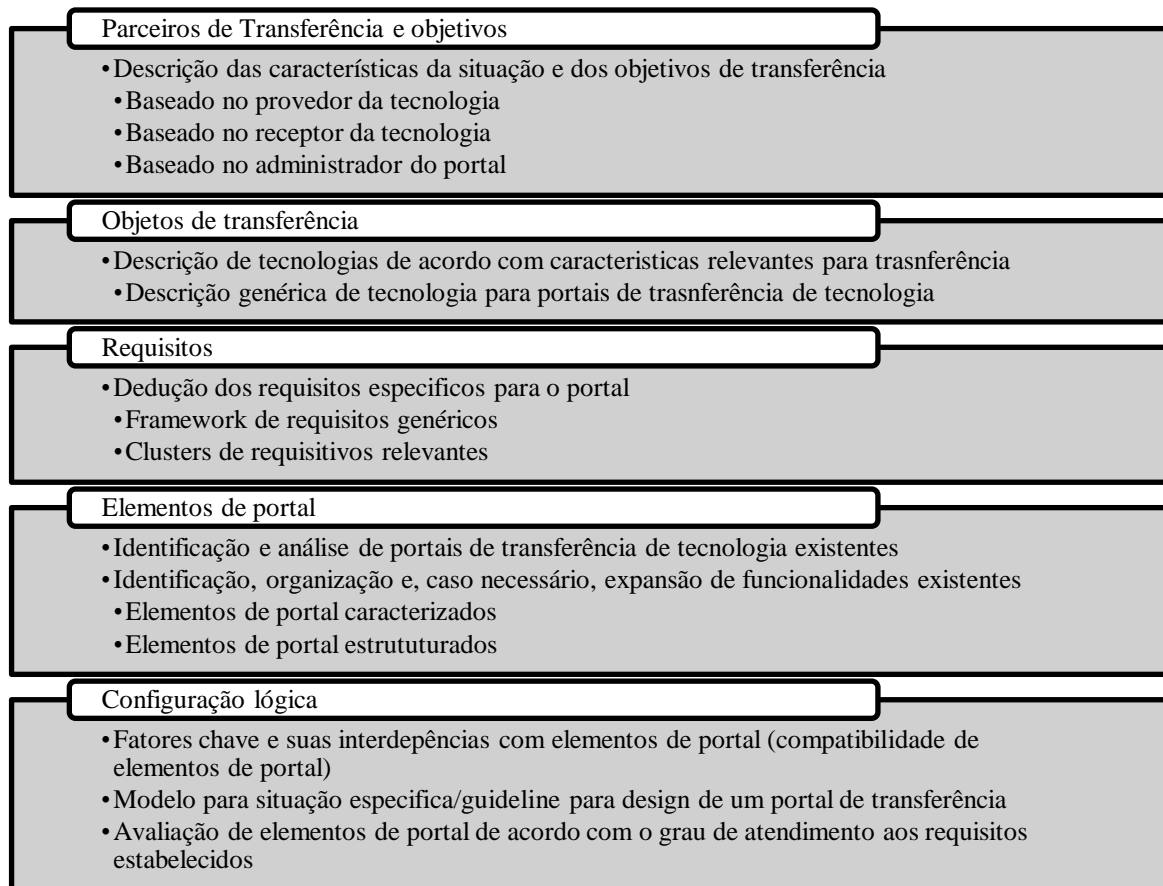 Parceiros de Transferência e objetivos
•Descrição das características da situação e dos objetivos de transferência
•Baseado no provedor da tecnologia
•Baseado no receptor da tecnologia
•Baseado no administrador do portal
Objetos de transferência
•Descrição de tecnologias de acordo com caracteristicas relevantes para trasnferência
•Descrição genérica de tecnologia para portais de trasnferência de tecnologia
Requisitos
•Dedução dos requisitos especificos para o portal
•Framework de requisitos genéricos
•Clusters de requisitivos relevantes
Elementos de portal
•Identificação e análise de portais de transferência de tecnologia existentes
•Identificação, organização e, caso necessário, expansão de funcionalidades existentes
•Elementos de portal caracterizados
•Elementos de portal estrututurados
Configuração lógica
•Fatores chave e suas interdepências com elementos de portal (compatibilidade de
elementos de portal)
•Modelo para situação especifica/guideline para design de um portal de transferência
•Avaliação de elementos de portal de acordo com o grau de atendimento aos requisitos
estabelecidos